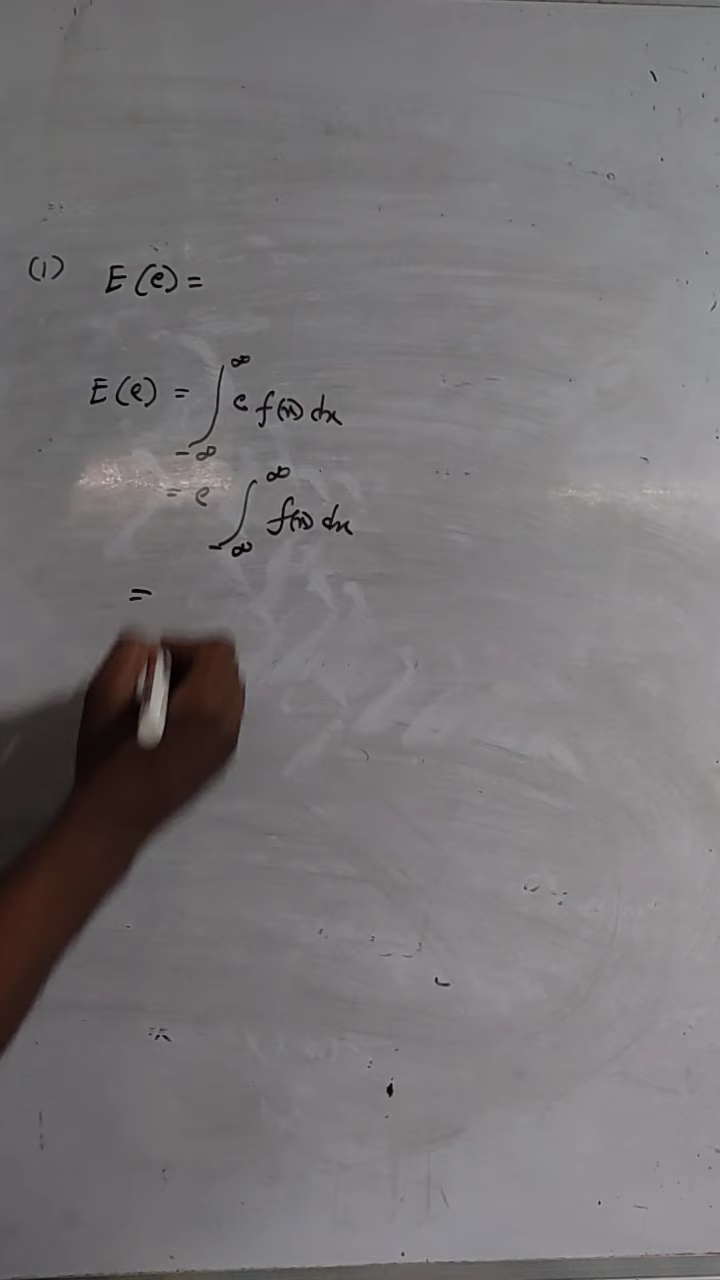 (1) E(e) =
E(e) = ∫_{-∞}^{∞} e f(x) dx
= e ∫_{-∞}^{∞} f(x) dx
=